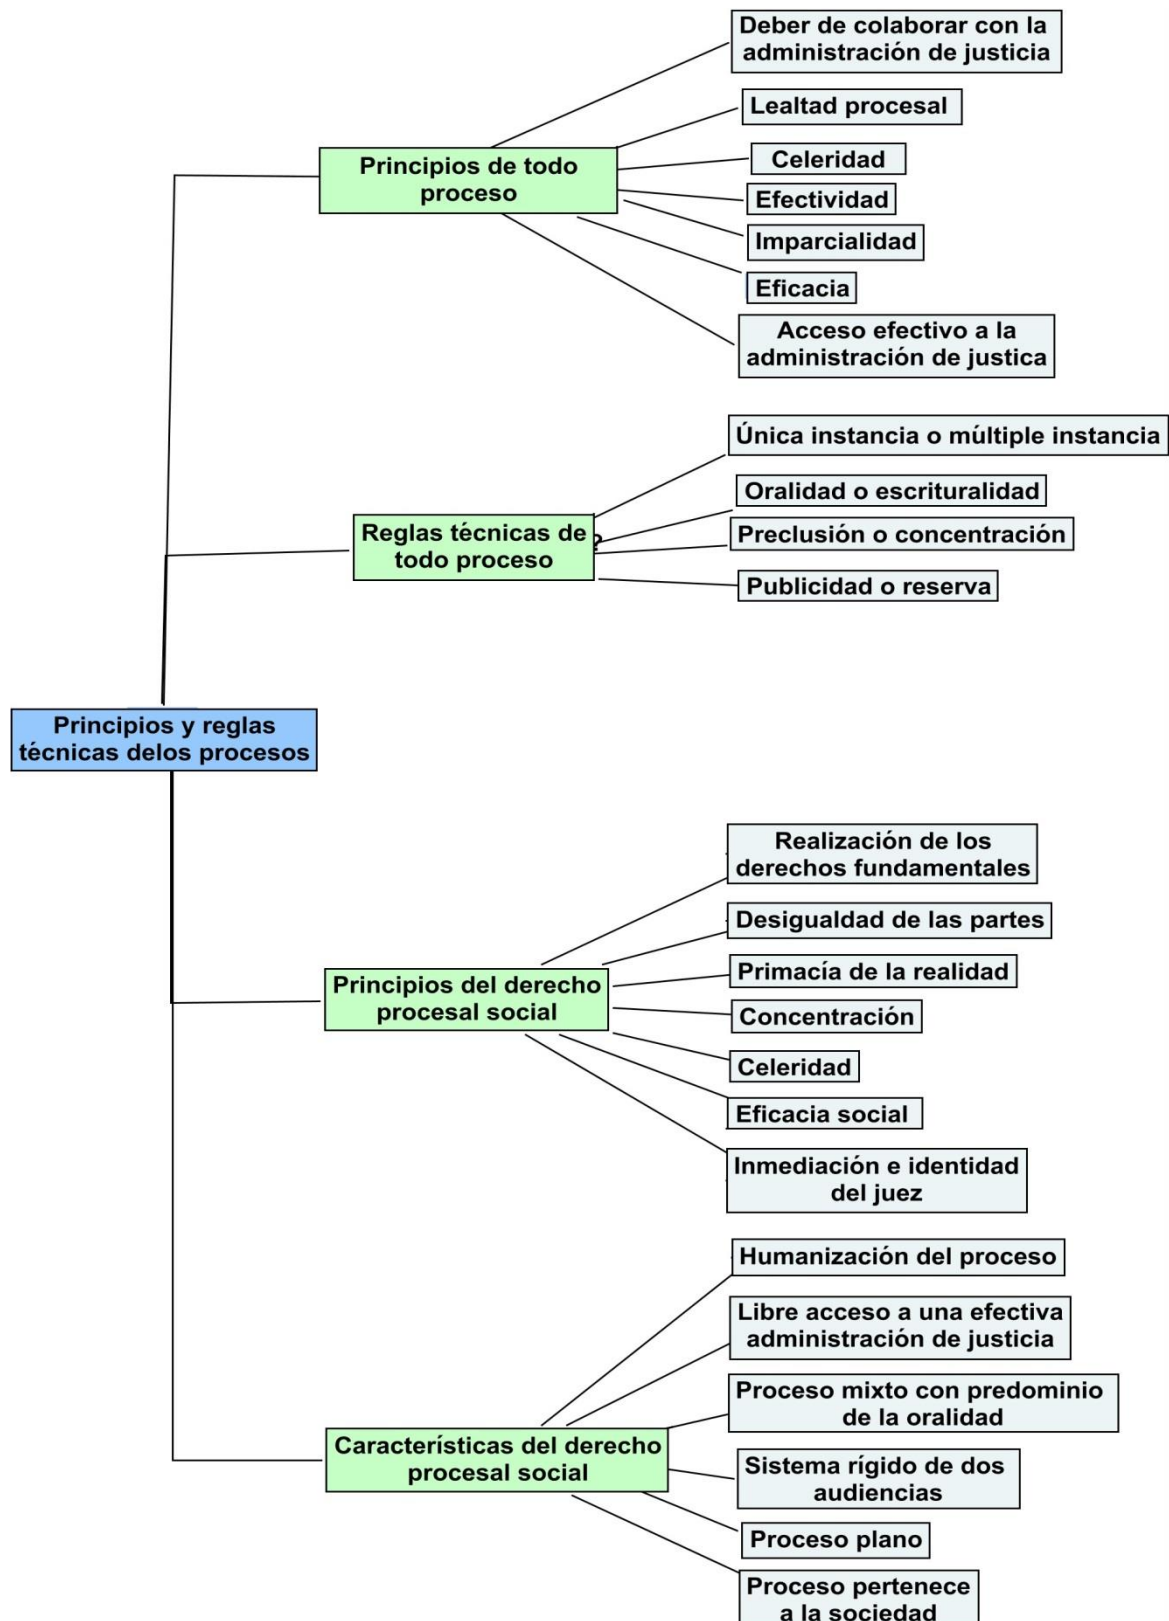 Deber de colaborar con la
administración de justicia
Lealtad procesal
Principios de todo
proceso
Celeridad
Efectividad
Imparcialidad
Eficacia
Acceso efectivo a la
administración de justica
Única instancia o múltiple instancia
Oralidad o escrituralidad
Reglas técnicas de
todo proceso
?
Preclusión o concentración
Publicidad o reserva
Principios y reglas
técnicas delos procesos
Realización de los
derechos fundamentales
Desigualdad de las partes
Primacía de la realidad
Principios del derecho
procesal social
Concentración
Celeridad
Eficacia social
Inmediación e identidad
del juez
Humanización del proceso
Libre acceso a una efectiva
administración de justicia
Proceso mixto con predominio
de la oralidad
Características del derecho
procesal social
Sistema rígido de dos
audiencias
Proceso plano
Proceso pertenece
a la sociedad